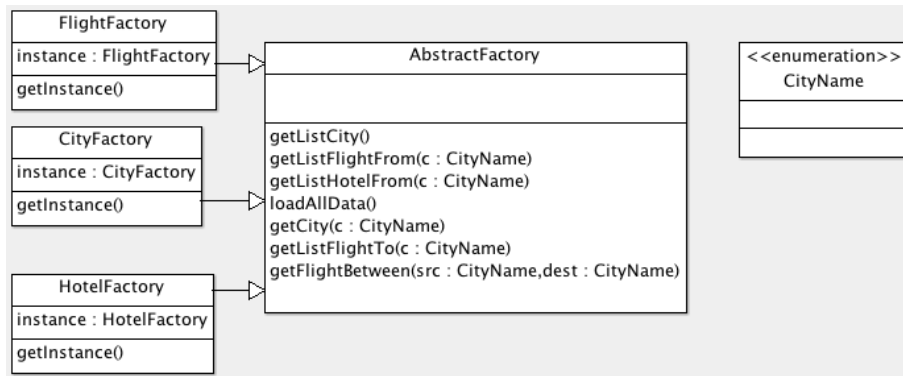 FlightFactory
instance : FlightFactory
getInstance()
CityFactory
instance : CityFactory
getInstance()
HotelFactory
instance : HotelFactory
getInstance()
AbstractFactory
getListCity()
getListFlightFrom(c : CityName)
getListHotelFrom(c : CityName)
loadAllData()
getCity(c : CityName)
getListFlightTo(c : CityName)
getFlightBetween(src : CityName,dest : CityName)
<<enumeration>>
CityName